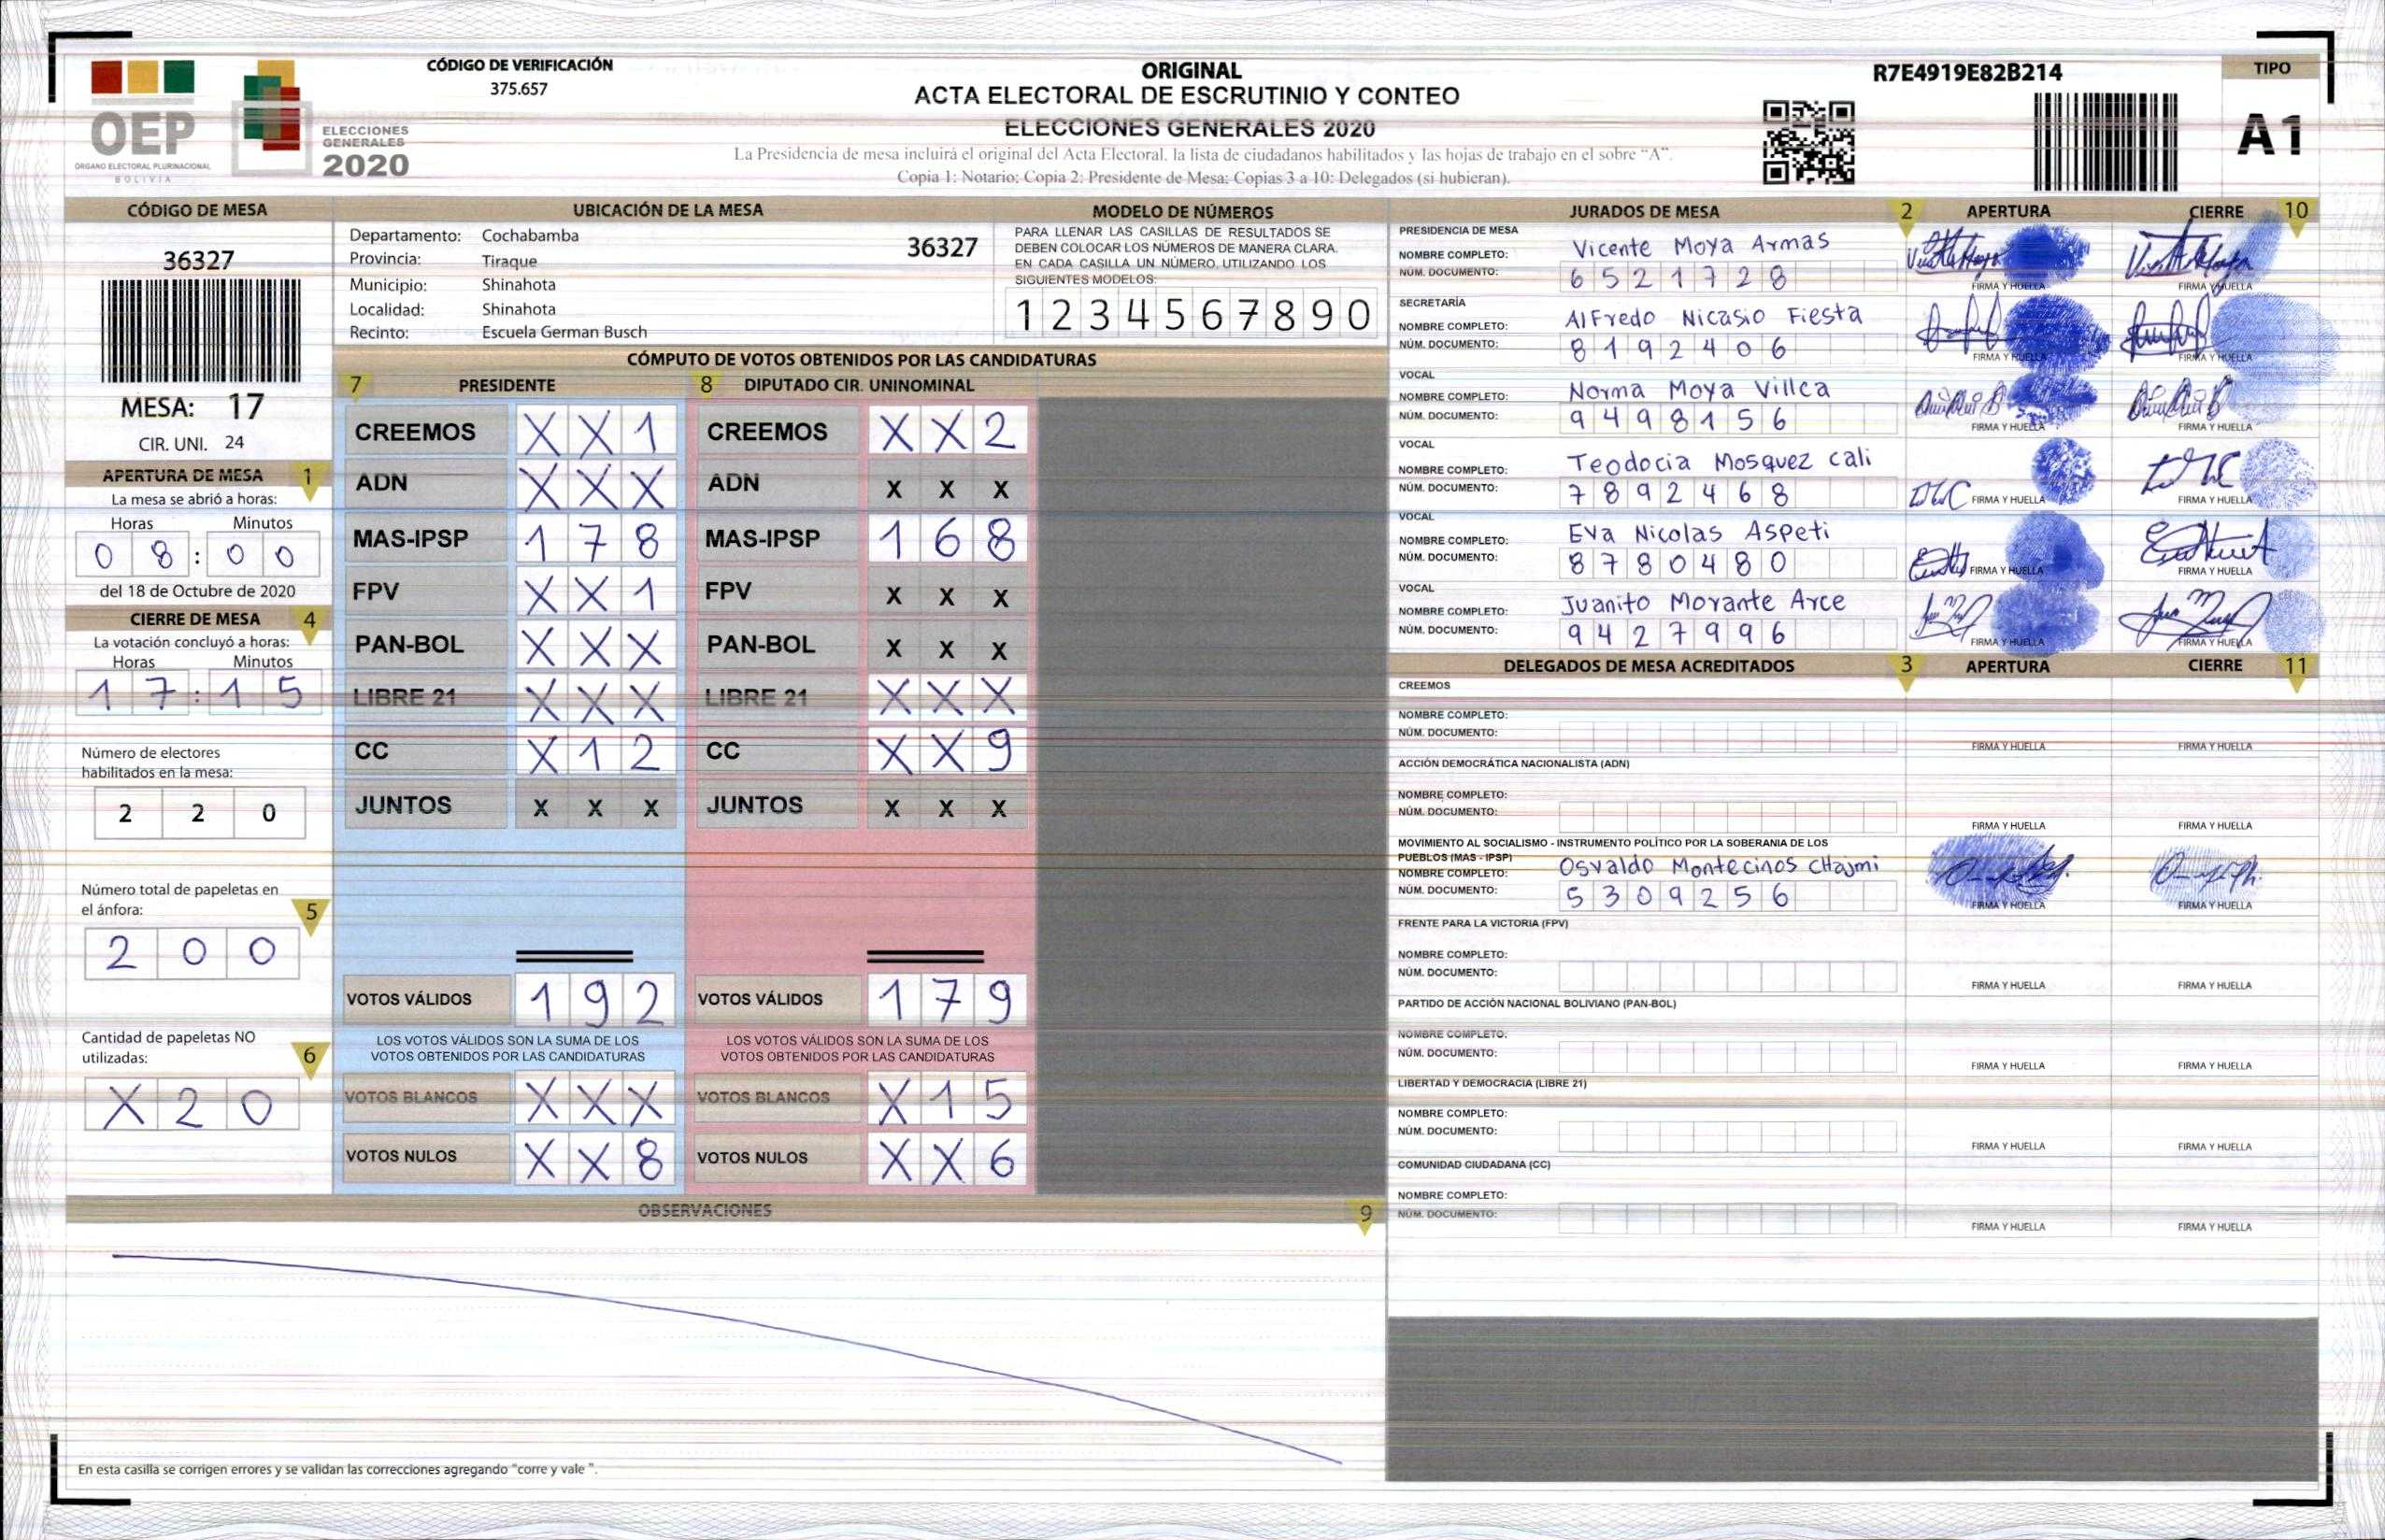 CÓDIGO DE VERIFICACIÓN
375.657
ORIGINAL
ACTA ELECTORAL DE ESCRUTINIO Y CONTEO
ELECCIONES GENERALES 2020
La Presidencia de mesa incluirá el original del Acta Electoral, la lista de ciudadanos habilitados y las hojas de trabajo en el sobre “A”.
Copia 1: Notario; Copia 2: Presidente de Mesa; Copias 3 a 10: Delegados (si hubieran).
R7E4919E82B214
TIPO
A1
OEP
ÓRGANO ELECTORAL PLURINACIONAL
BOLIVIA
ELECCIONES
GENERALES
2020
CÓDIGO DE MESA
36327
MESA: 17
CIR. UNI. 24
APERTURA DE MESA 1
La mesa se abrió a horas:
Horas Minutos
0 8 : 0 0
del 18 de Octubre de 2020
CIERRE DE MESA 4
La votación concluyó a horas:
Horas Minutos
1 7 : 1 5
Número de electores
habilitados en la mesa:
2 2 0
Número total de papeletas en
el ánfora: 5
2 0 0
Cantidad de papeletas NO
utilizadas: 6
X 2 0
UBICACIÓN DE LA MESA
Departamento: Cochabamba 36327
Provincia: Tiraque
Municipio: Shinahota
Localidad: Shinahota
Recinto: Escuela German Busch
MODELO DE NÚMEROS
PARA LLENAR LAS CASILLAS DE RESULTADOS SE
DEBEN COLOCAR LOS NÚMEROS DE MANERA CLARA.
EN CADA CASILLA UN NÚMERO, UTILIZANDO LOS
SIGUIENTES MODELOS:
1 2 3 4 5 6 7 8 9 0
CÓMPUTO DE VOTOS OBTENIDOS POR LAS CANDIDATURAS
7 PRESIDENTE 8 DIPUTADO CIR. UNINOMINAL
CREEMOS X X 1 CREEMOS X X 2
ADN X X X ADN X X X
MAS-IPSP 1 7 8 MAS-IPSP 1 6 8
FPV X X 1 FPV X X X
PAN-BOL X X X PAN-BOL X X X
LIBRE 21 X X X LIBRE 21 X X X
CC X 1 2 CC X X 9
JUNTOS X X X JUNTOS X X X
VOTOS VÁLIDOS 1 9 2 VOTOS VÁLIDOS 1 7 9
LOS VOTOS VÁLIDOS SON LA SUMA DE LOS LOS VOTOS VÁLIDOS SON LA SUMA DE LOS
VOTOS OBTENIDOS POR LAS CANDIDATURAS VOTOS OBTENIDOS POR LAS CANDIDATURAS
VOTOS BLANCOS X X X VOTOS BLANCOS X 1 5
VOTOS NULOS X X 8 VOTOS NULOS X X 6
OBSERVACIONES 9
En esta casilla se corrigen errores y se validan las correcciones agregando "corre y vale ".
JURADOS DE MESA 2 APERTURA CIERRE 10
PRESIDENCIA DE MESA
NOMBRE COMPLETO: Vicente Moya Armas
NÚM. DOCUMENTO: 6 5 2 1 7 2 8
FIRMA Y HUELLA FIRMA Y HUELLA
SECRETARÍA
NOMBRE COMPLETO: AlFredo Nicasio Fiesta
NÚM. DOCUMENTO: 8 1 9 2 4 0 6
FIRMA Y HUELLA FIRMA Y HUELLA
VOCAL
NOMBRE COMPLETO: Norma Moya Villca
NÚM. DOCUMENTO: 9 4 9 8 1 5 6
FIRMA Y HUELLA FIRMA Y HUELLA
VOCAL
NOMBRE COMPLETO: Teodocia Mosquez cali
NÚM. DOCUMENTO: 7 8 9 2 4 6 8
FIRMA Y HUELLA FIRMA Y HUELLA
VOCAL
NOMBRE COMPLETO: Eva Nicolas Aspeti
NÚM. DOCUMENTO: 8 7 8 0 4 8 0
FIRMA Y HUELLA FIRMA Y HUELLA
VOCAL
NOMBRE COMPLETO: Juanito Morante Arce
NÚM. DOCUMENTO: 9 4 2 7 9 9 6
FIRMA Y HUELLA FIRMA Y HUELLA
DELEGADOS DE MESA ACREDITADOS 3 APERTURA CIERRE 11
CREEMOS
NOMBRE COMPLETO:
NÚM. DOCUMENTO:
FIRMA Y HUELLA FIRMA Y HUELLA
ACCIÓN DEMOCRÁTICA NACIONALISTA (ADN)
NOMBRE COMPLETO:
NÚM. DOCUMENTO:
FIRMA Y HUELLA FIRMA Y HUELLA
MOVIMIENTO AL SOCIALISMO - INSTRUMENTO POLÍTICO POR LA SOBERANIA DE LOS
PUEBLOS (MAS - IPSP)
NOMBRE COMPLETO: Osvaldo Montecinos
NÚM. DOCUMENTO: 5 3 0 9 2 5 6
FIRMA Y HUELLA FIRMA Y HUELLA
FRENTE PARA LA VICTORIA (FPV)
NOMBRE COMPLETO:
NÚM. DOCUMENTO:
FIRMA Y HUELLA FIRMA Y HUELLA
PARTIDO DE ACCIÓN NACIONAL BOLIVIANO (PAN-BOL)
NOMBRE COMPLETO:
NÚM. DOCUMENTO:
FIRMA Y HUELLA FIRMA Y HUELLA
LIBERTAD Y DEMOCRACIA (LIBRE 21)
NOMBRE COMPLETO:
NÚM. DOCUMENTO:
FIRMA Y HUELLA FIRMA Y HUELLA
COMUNIDAD CIUDADANA (CC)
NOMBRE COMPLETO:
NÚM. DOCUMENTO:
FIRMA Y HUELLA FIRMA Y HUELLA